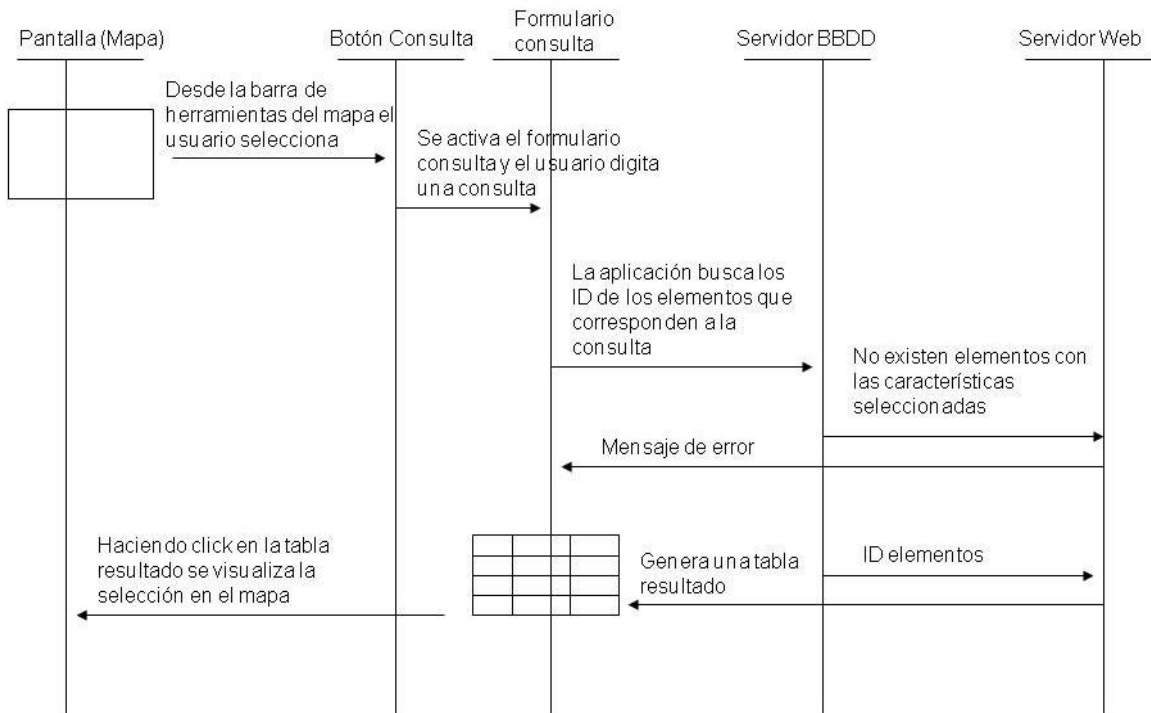 Pantalla (Mapa)
Botón Consulta
Formulario
consulta
Servidor BBDD
Servidor Web
Desde la barra de
herramientas del mapa el
usuario selecciona
Se activa el formulario
consulta y el usuario digita
una consulta
La aplicación busca los
ID de los elementos que
corresponden a la
consulta
No existen elementos con
las características
seleccionadas
Mensaje de error
Haciendo click en la tabla
resultado se visualiza la
selección en el mapa
Genera una tabla
resultado
ID elementos